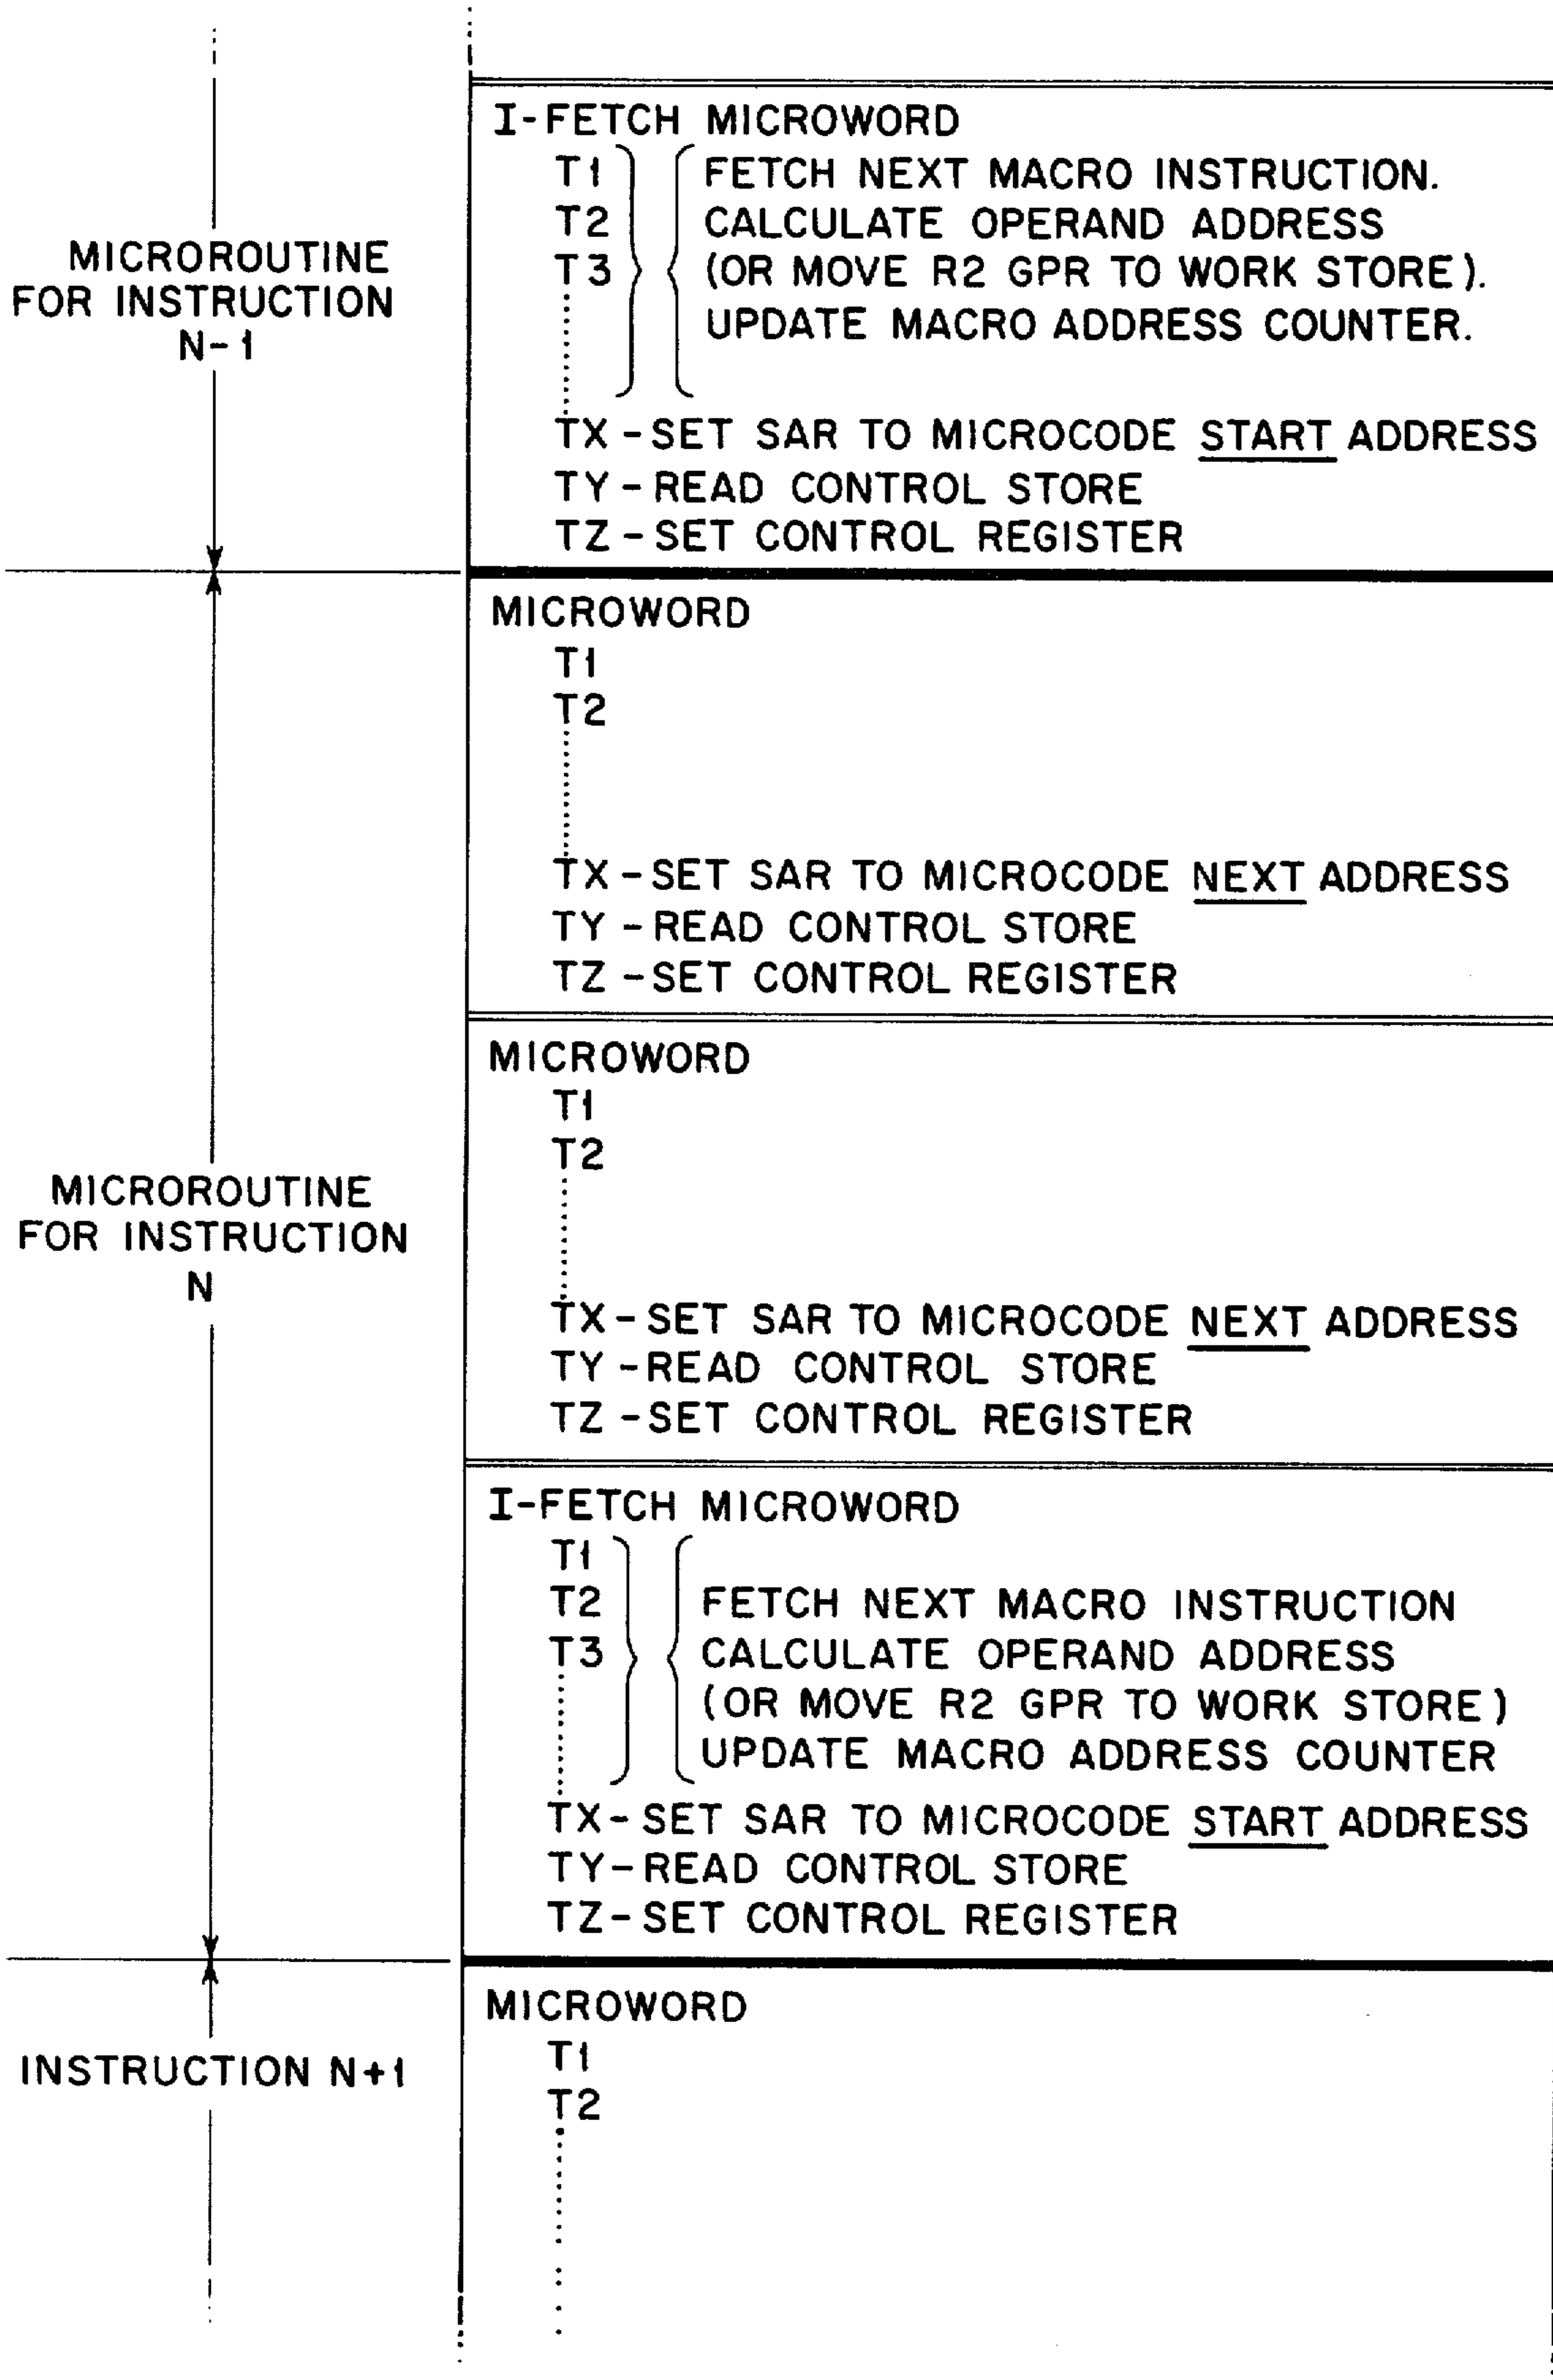 MICROROUTINE
FOR INSTRUCTION
N-1
I-FETCH MICROWORD
T1 FETCH NEXT MACRO INSTRUCTION.
T2 CALCULATE OPERAND ADDRESS
T3 (OR MOVE R2 GPR TO WORK STORE).
UPDATE MACRO ADDRESS COUNTER.
TX - SET SAR TO MICROCODE START ADDRESS
TY - READ CONTROL STORE
TZ - SET CONTROL REGISTER
MICROROUTINE
FOR INSTRUCTION
N
MICROWORD
T1
T2
TX - SET SAR TO MICROCODE NEXT ADDRESS
TY - READ CONTROL STORE
TZ - SET CONTROL REGISTER
MICROWORD
T1
T2
TX - SET SAR TO MICROCODE NEXT ADDRESS
TY - READ CONTROL STORE
TZ - SET CONTROL REGISTER
I-FETCH MICROWORD
T1
T2 FETCH NEXT MACRO INSTRUCTION
T3 CALCULATE OPERAND ADDRESS
(OR MOVE R2 GPR TO WORK STORE)
UPDATE MACRO ADDRESS COUNTER
TX - SET SAR TO MICROCODE START ADDRESS
TY - READ CONTROL STORE
TZ - SET CONTROL REGISTER
INSTRUCTION N+1
MICROWORD
T1
T2